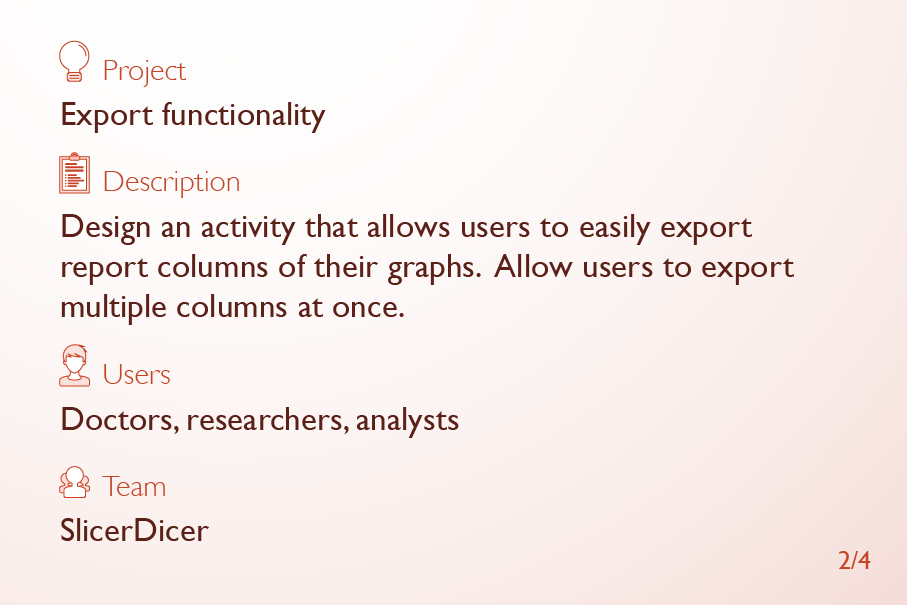 Project
Export functionality
Description
Design an activity that allows users to easily export
report columns of their graphs. Allow users to export
multiple columns at once.
Users
Doctors, researchers, analysts
Team
SlicerDicer
2/4